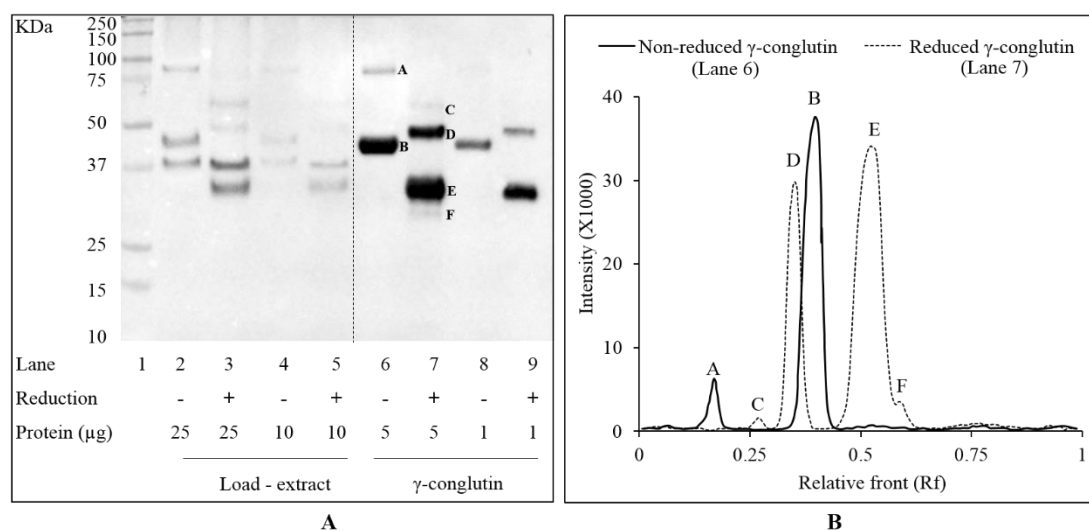 KDa
250
150
100
75
50
37
25
15
10
A
C
D
B
E
F
Lane 1 2 3 4 5 6 7 8 9
Reduction - + - + - + - +
Protein (µg) 25 25 10 10 5 5 1 1
Load - extract γ-conglutin
A
Non-reduced γ-conglutin
(Lane 6)
Reduced γ-conglutin
(Lane 7)
Intensity (X1000)
40
30
20
10
0
A
C
D
B
E
F
0 0.25 0.5 0.75 1
Relative front (Rf)
B